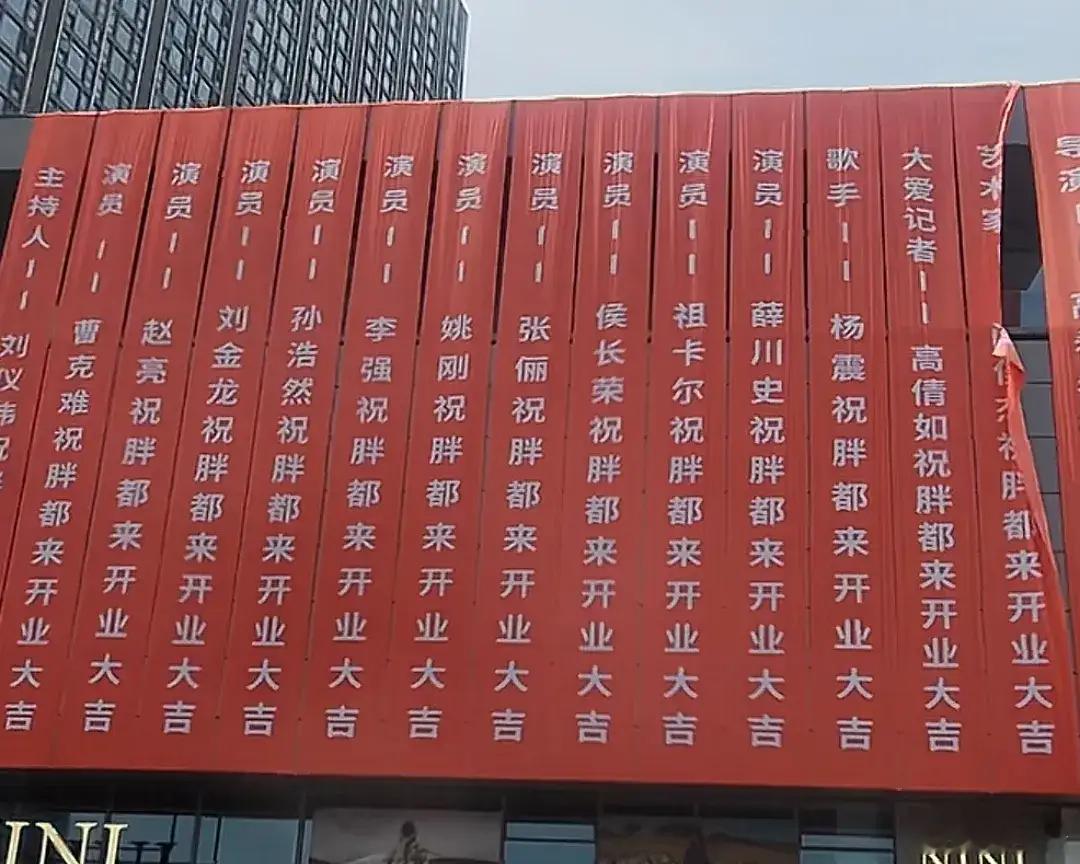 主持人--刘仪伟祝
演员--曹克难祝胖都来开业大吉
演员--赵亮祝胖都来开业大吉
演员--刘金龙祝胖都来开业大吉
演员--孙浩然祝胖都来开业大吉
演员--李强祝胖都来开业大吉
演员--姚刚祝胖都来开业大吉
演员--张俪祝胖都来开业大吉
演员--侯长荣祝胖都来开业大吉
演员--祖卡尔祝胖都来开业大吉
演员--薛川史祝胖都来开业大吉
歌手--杨震祝胖都来开业大吉
大爱记者--高倩如祝胖都来开业大吉
艺术家 祝胖都来开业大吉
导演
NINI
NINI